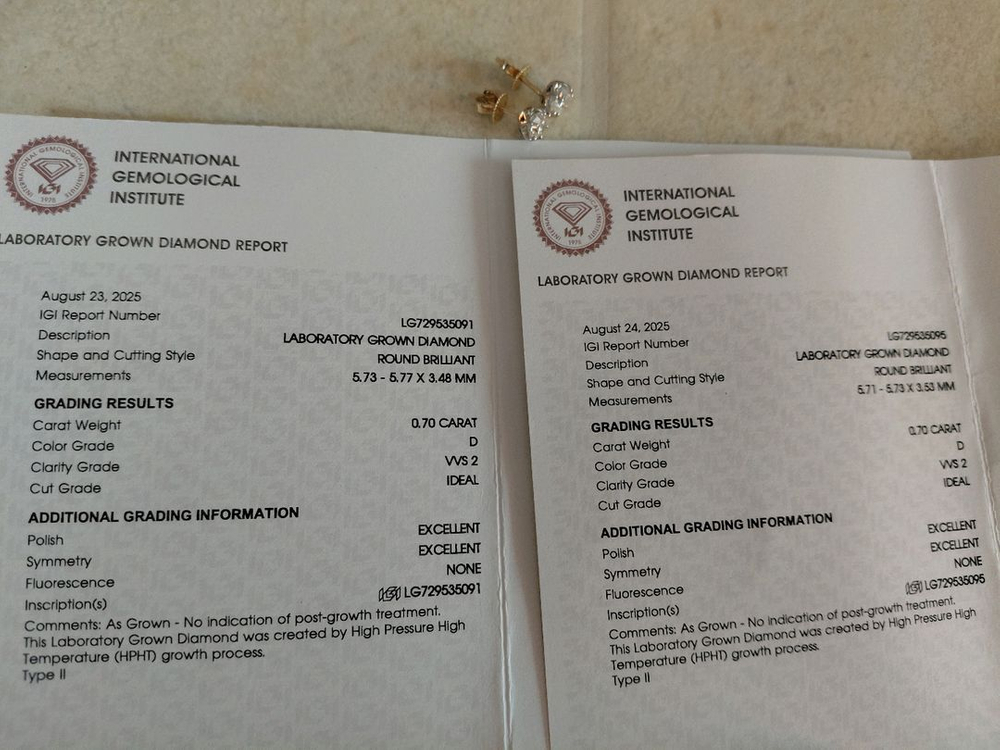 INTERNATIONAL
GEMOLOGICAL
INSTITUTE
LABORATORY GROWN DIAMOND REPORT
August 23, 2025
IGI Report Number LG729535091
Description LABORATORY GROWN DIAMOND
Shape and Cutting Style ROUND BRILLIANT
Measurements 5.73 - 5.77 X 3.48 MM
GRADING RESULTS
Carat Weight 0.70 CARAT
Color Grade D
Clarity Grade VVS 2
Cut Grade IDEAL
ADDITIONAL GRADING INFORMATION
Polish EXCELLENT
Symmetry EXCELLENT
Fluorescence NONE
Inscription(s) IGI LG729535091
Comments: As Grown - No indication of post-growth treatment.
This Laboratory Grown Diamond was created by High Pressure High
Temperature (HPHT) growth process.
Type II
INTERNATIONAL
GEMOLOGICAL
INSTITUTE
LABORATORY GROWN DIAMOND REPORT
August 24, 2025
IGI Report Number LG729535095
Description LABORATORY GROWN DIAMOND
Shape and Cutting Style ROUND BRILLIANT
Measurements 5.71 - 5.73 X 3.53 MM
GRADING RESULTS
Carat Weight 0.70 CARAT
Color Grade D
Clarity Grade VVS 2
Cut Grade IDEAL
ADDITIONAL GRADING INFORMATION
Polish EXCELLENT
Symmetry EXCELLENT
Fluorescence NONE
Inscription(s) IGI LG729535095
Comments: As Grown - No indication of post-growth treatment.
This Laboratory Grown Diamond was created by High Pressure High
Temperature (HPHT) growth process.
Type II